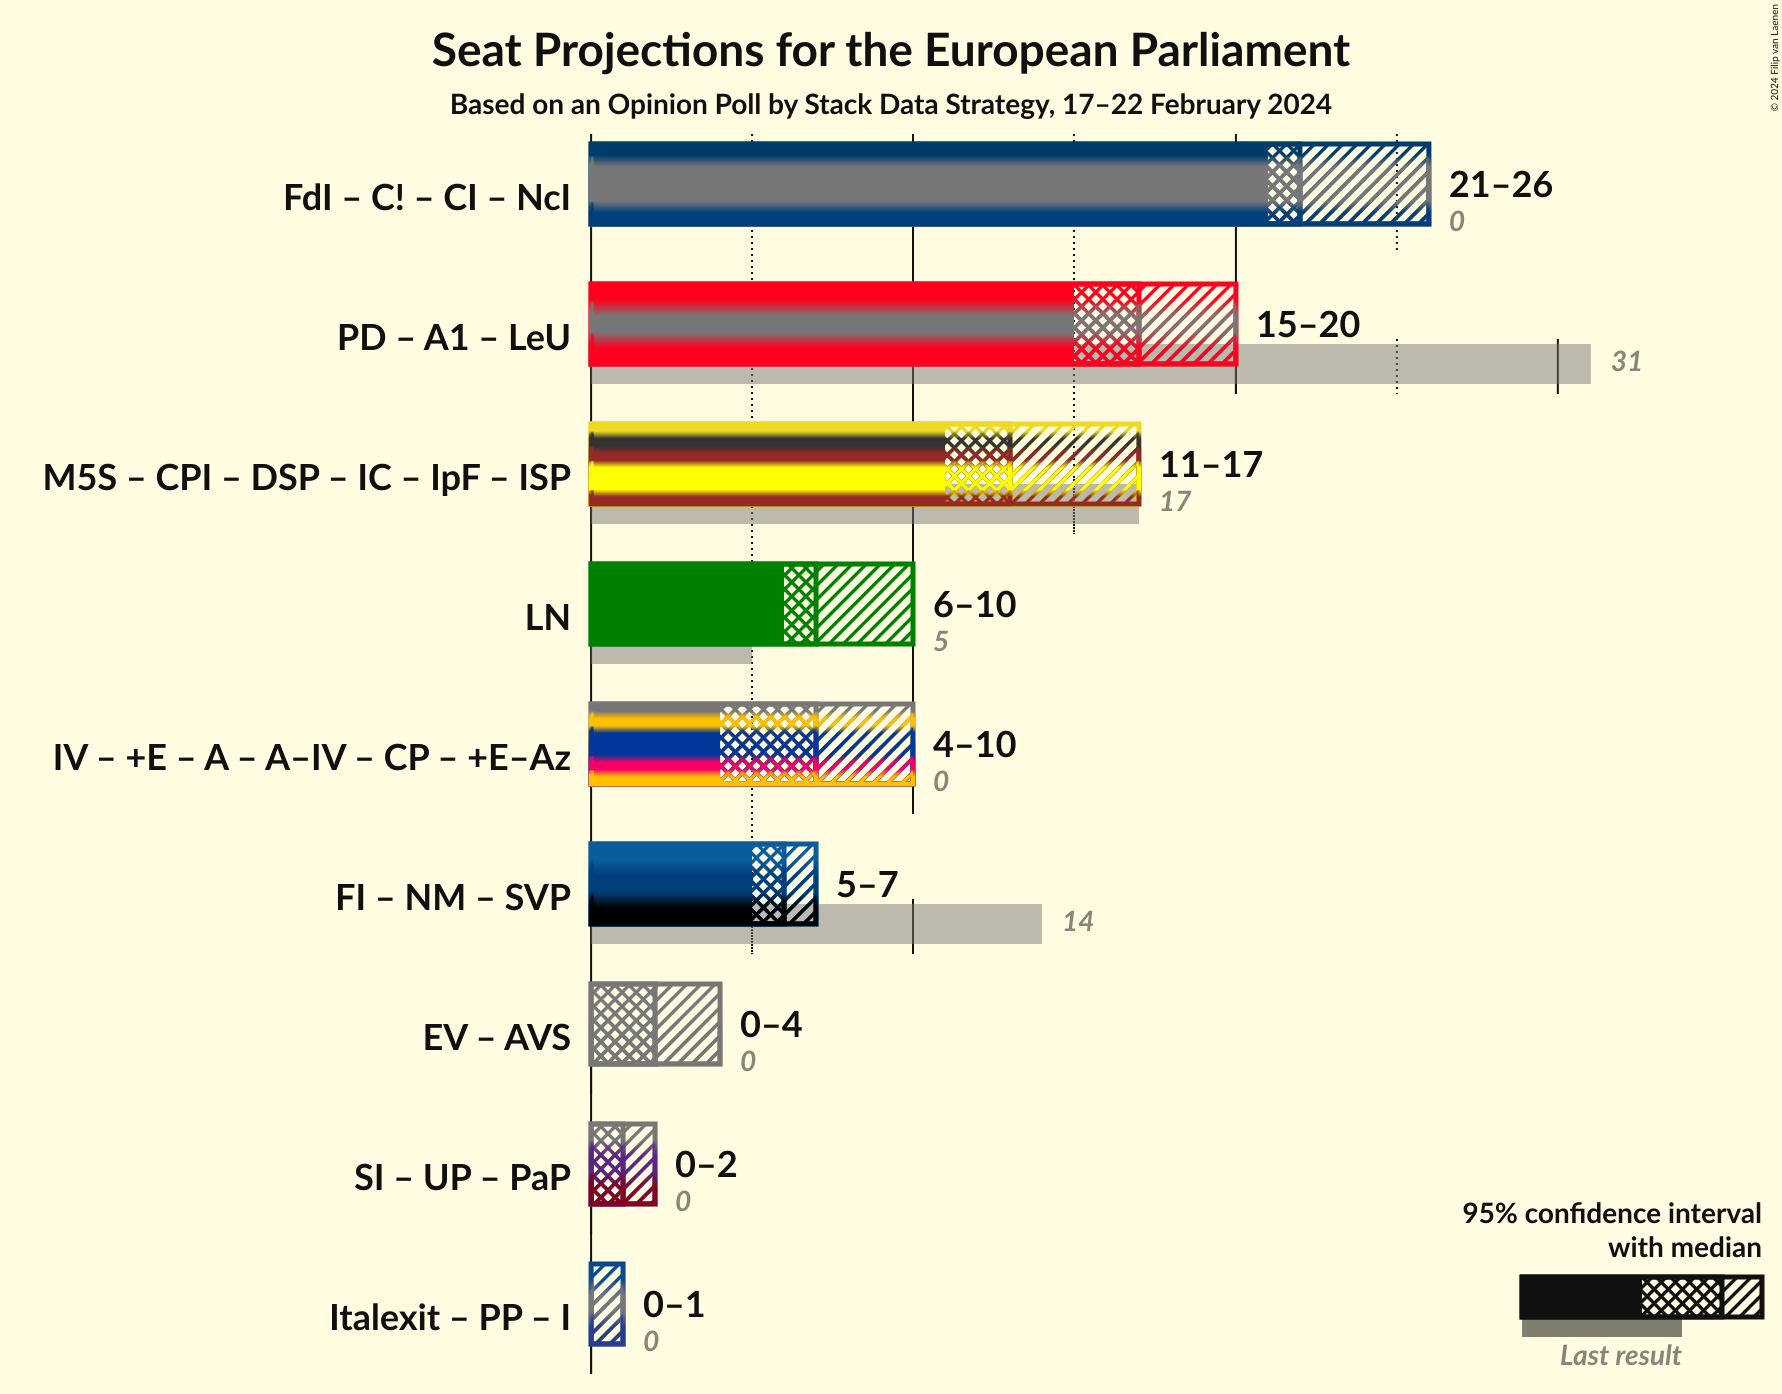 Seat Projections for the European Parliament
Based on an Opinion Poll by Stack Data Strategy, 17–22 February 2024
© 2024 Filip van Laenen
FdI – C! – CI – NcI
21–26
0
PD – A1 – LeU
15–20
31
M5S – CPI – DSP – IC – IpF – ISP
11–17
17
LN
6–10
5
IV – +E – A – A–IV – CP – +E–Az
4–10
0
FI – NM – SVP
5–7
14
EV – AVS
0–4
0
SI – UP – PaP
0–2
0
Italexit – PP – I
0–1
0
95% confidence interval
with median
Last result